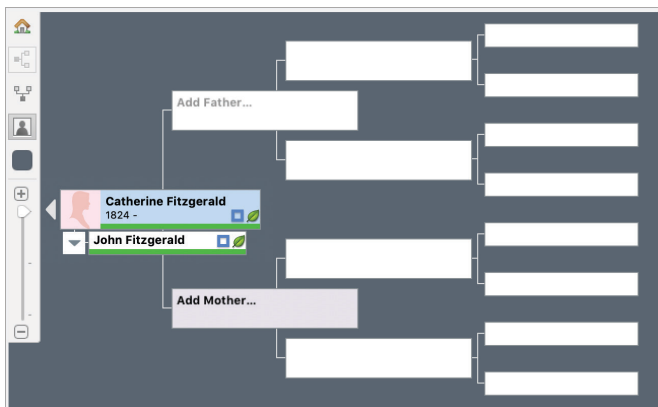 Add Father...
Catherine Fitzgerald
1824 -
John Fitzgerald
Add Mother...